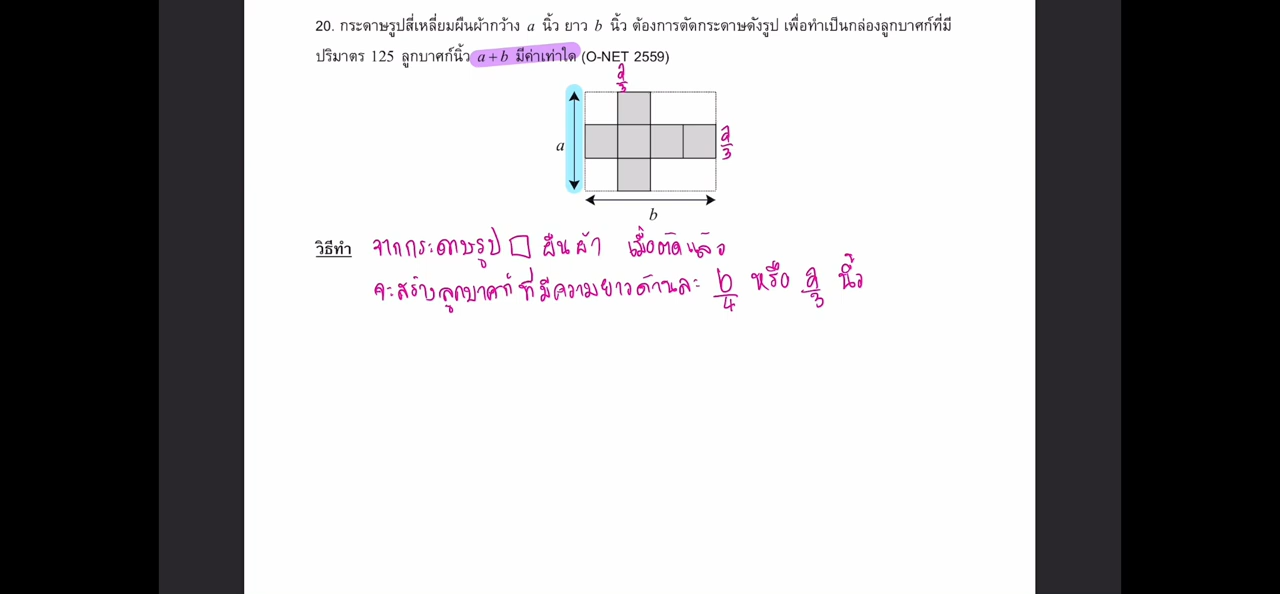 20. กระดาษรูปสี่เหลี่ยมผืนผ้ากว้าง a นิ้ว ยาว b นิ้ว ต้องการตัดกระดาษดังรูป เพื่อทำเป็นกล่องลูกบาศก์ที่มี
ปริมาตร 125 ลูกบาศก์นิ้ว a + b มีค่าเท่าใด (O-NET 2559)
a/3
a
a/3
b
วิธีทำ จากกระดาษรูป □ ผืนผ้า เมื่อตัดแล้ว
จะสร้างลูกบาศก์ ที่มีความยาวด้านละ b/4 หรือ a/3 นิ้ว